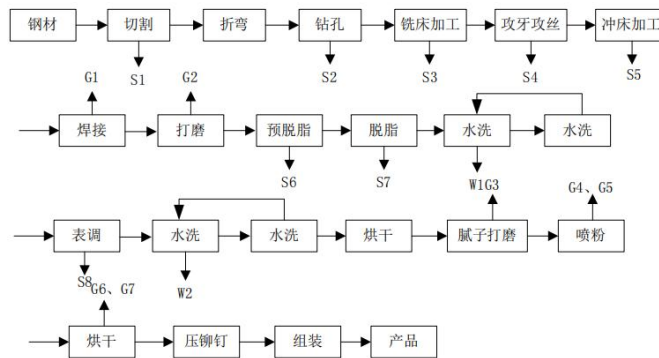 钢材 切割 折弯 钻孔 铣床加工 攻牙攻丝 冲床加工
S1 S2 S3 S4 S5
G1 G2
焊接 打磨 预脱脂 脱脂 水洗 水洗
S6 S7 W1G3 G4、G5
表调 水洗 水洗 烘干 腻子打磨 喷粉
S8 G6、G7 W2
烘干 压铆钉 组装 产品